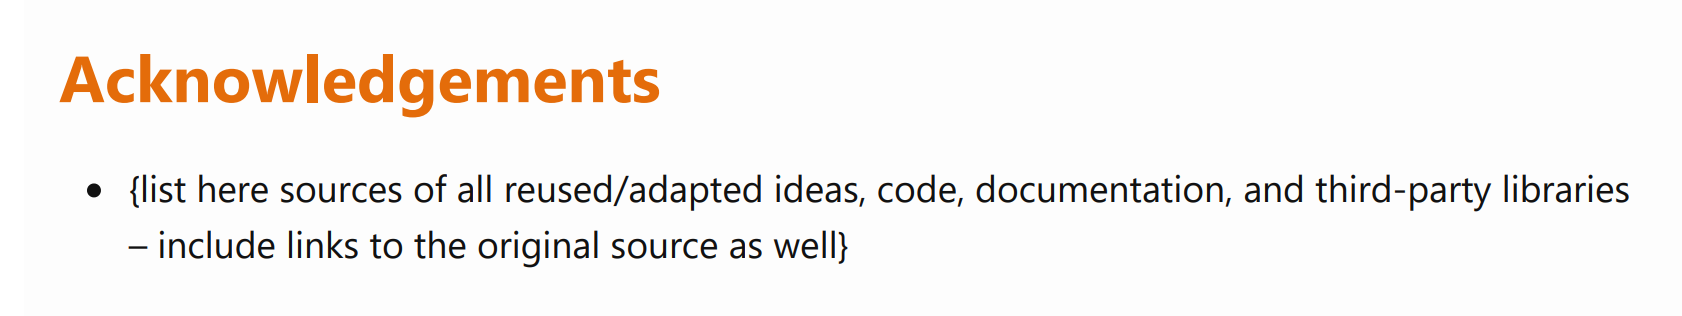 Acknowledgements
• {list here sources of all reused/adapted ideas, code, documentation, and third-party libraries
– include links to the original source as well}